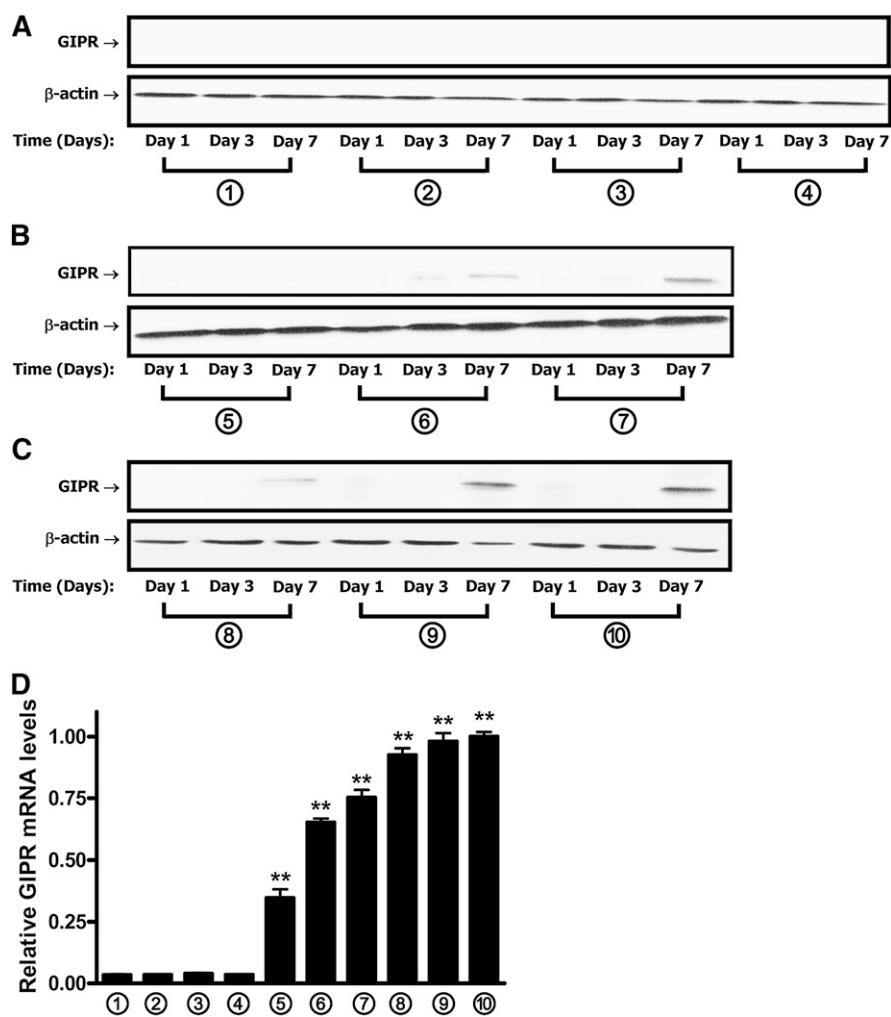 A
GIPR →
β-actin →
Time (Days): Day 1 Day 3 Day 7 Day 1 Day 3 Day 7 Day 1 Day 3 Day 7 Day 1 Day 3 Day 7
① ② ③ ④
B
GIPR →
β-actin →
Time (Days): Day 1 Day 3 Day 7 Day 1 Day 3 Day 7 Day 1 Day 3 Day 7
⑤ ⑥ ⑦
C
GIPR →
β-actin →
Time (Days): Day 1 Day 3 Day 7 Day 1 Day 3 Day 7 Day 1 Day 3 Day 7
⑧ ⑨ ⑩
D
Relative GIPR mRNA levels
1.00
0.75
0.50
0.25
0.00
** ** ** ** ** **
① ② ③ ④ ⑤ ⑥ ⑦ ⑧ ⑨ ⑩